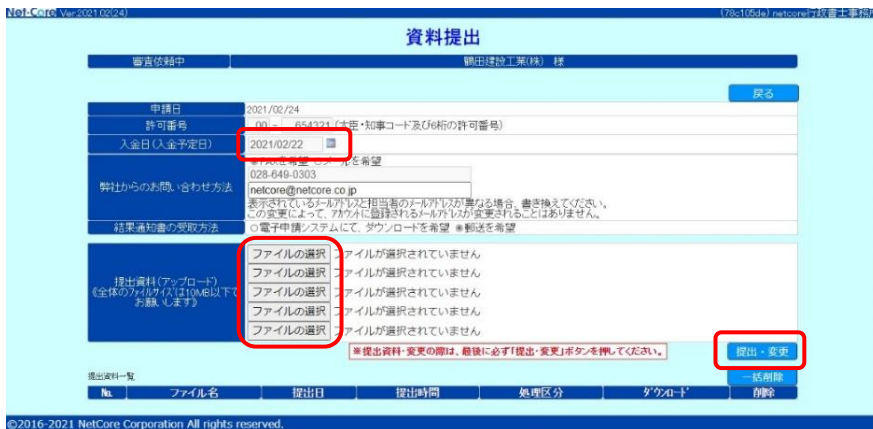 Net-Core Ver.2021.02(24) (78c105da) netcore行政書士事務所
資料提出
審査依頼中 鶴田建設工業(株) 様
戻る
申請日 2021/02/24
許可番号 00 - 654321 (大臣・知事コード及び6桁の許可番号)
入金日(入金予定日) 2021/02/22
弊社からのお問い合わせ方法 ◉FAXを希望 ○メールを希望
028-649-0303
netcore@netcore.co.jp
表示されているメールアドレスと担当者のメールアドレスが異なる場合、書き換えてください。
この変更によって、アカウントに登録されるメールアドレスが変更されることはありません。
結果通知書の受取方法 ○電子申請システムにて、ダウンロードを希望 ◉郵送を希望
提出資料(アップロード)
《全体のファイルサイズは10MB以下で
お願いします》
ファイルの選択 ファイルが選択されていません
ファイルの選択 ファイルが選択されていません
ファイルの選択 ファイルが選択されていません
ファイルの選択 ファイルが選択されていません
ファイルの選択 ファイルが選択されていません
※提出資料・変更の際は、最後に必ず「提出・変更」ボタンを押してください。 提出・変更
提出資料一覧 一括削除
No. ファイル名 提出日 提出時間 処理区分 ダウンロード 削除
©2016-2021 NetCore Corporation All rights reserved.